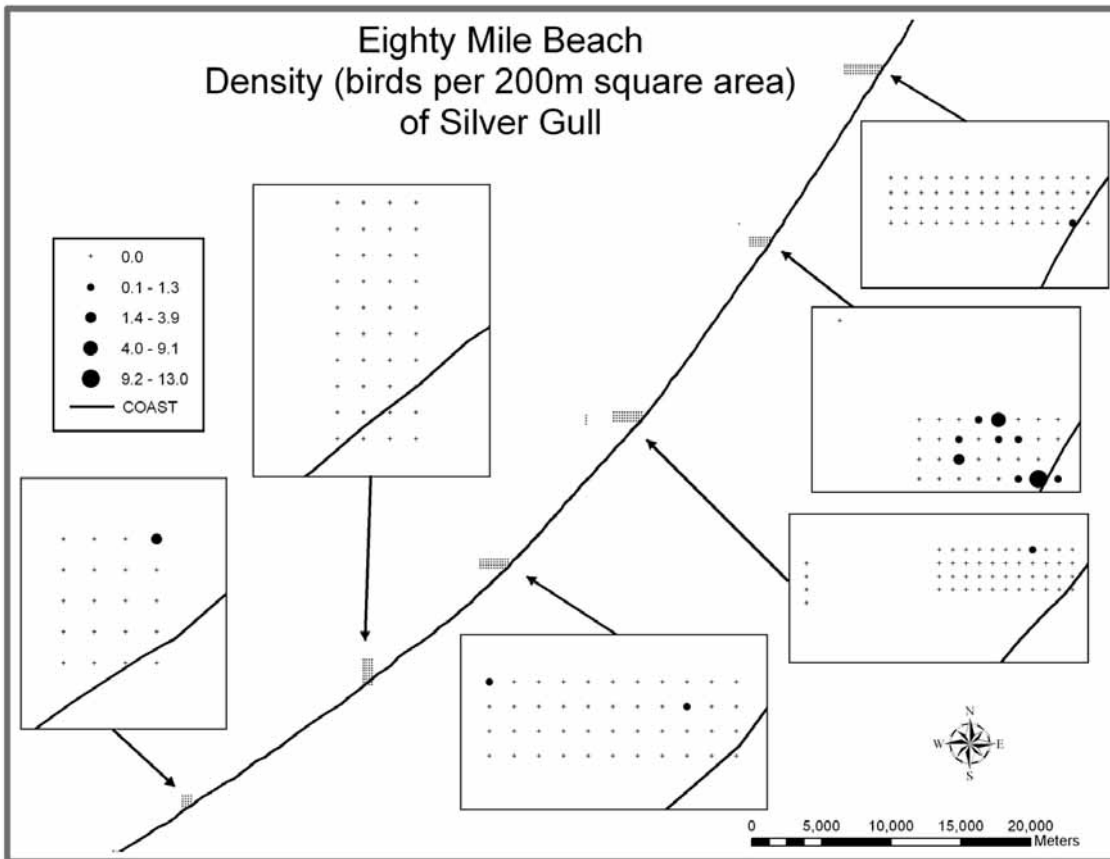 Eighty Mile Beach
Density (birds per 200m square area)
of Silver Gull
0.0
0.1 - 1.3
1.4 - 3.9
4.0 - 9.1
9.2 - 13.0
COAST
N
W E
S
0 5,000 10,000 15,000 20,000
Meters